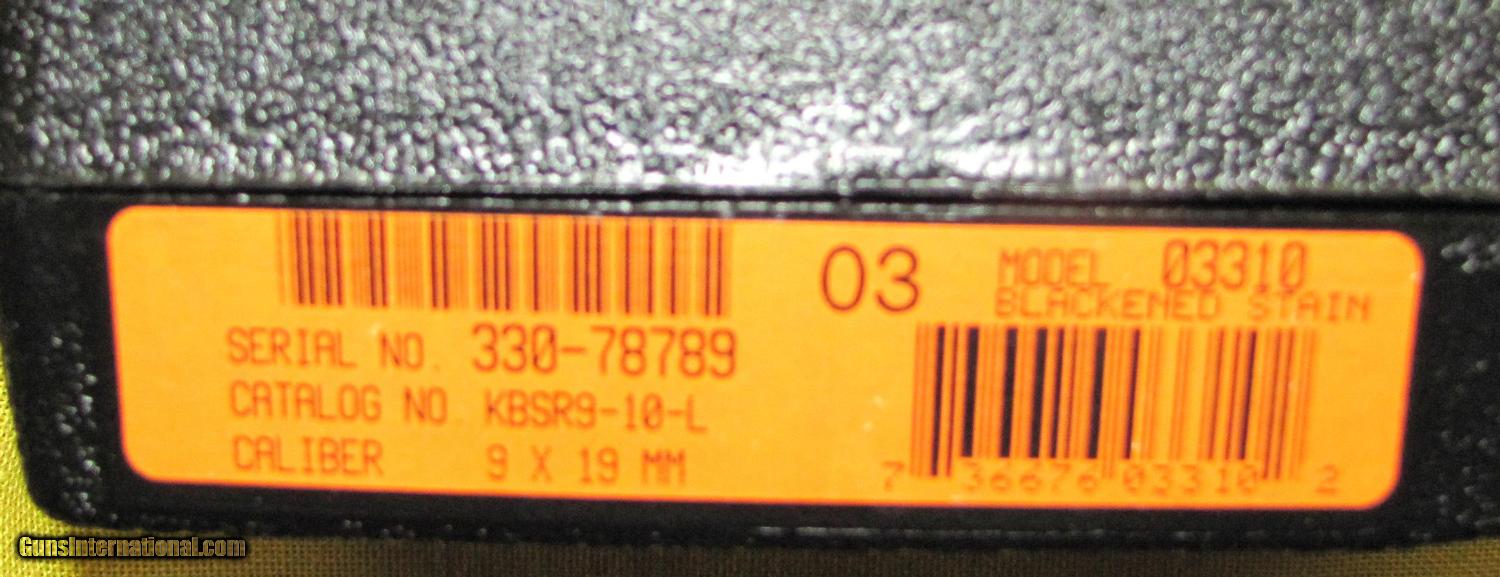 SERIAL NO. 330-78789
CATALOG NO KBSR9-10-L
CALIBER 9 X 19 MM
03
MODEL 03310
BLACKENED STAIN
7 36676 03310 2
GunsInternational.com